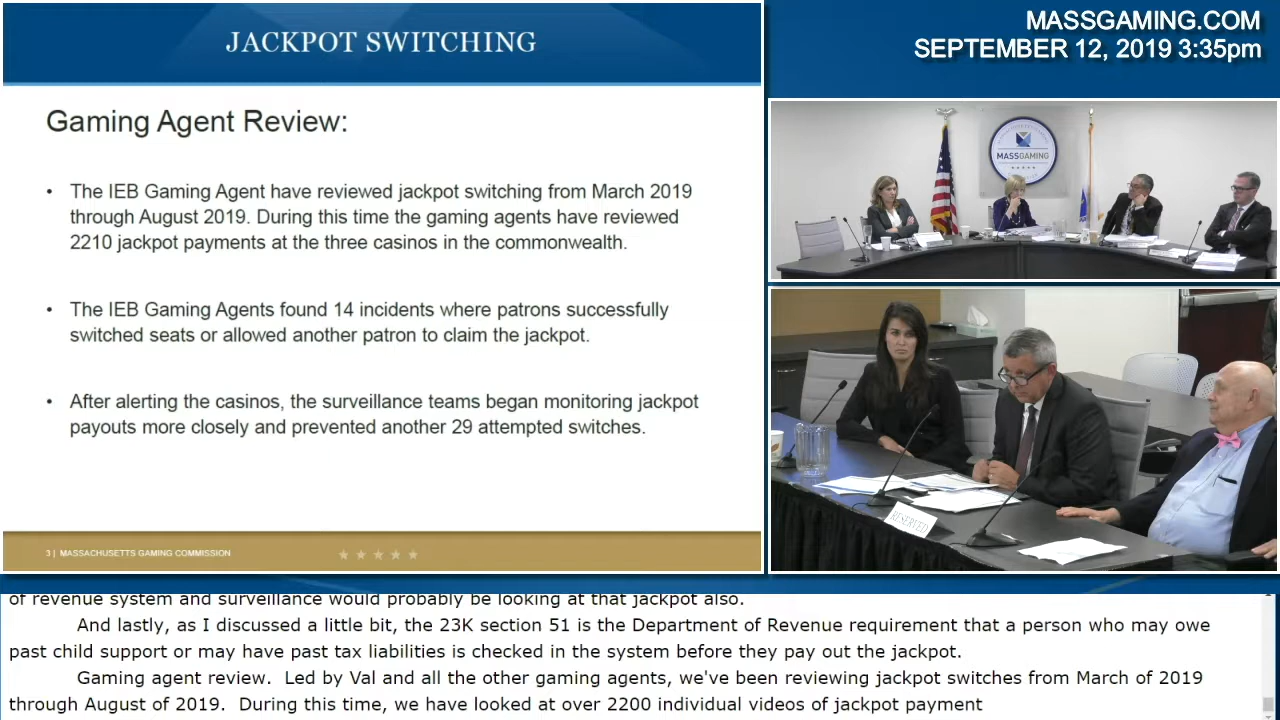 JACKPOT SWITCHING
Gaming Agent Review:
• The IEB Gaming Agent have reviewed jackpot switching from March 2019
through August 2019. During this time the gaming agents have reviewed
2210 jackpot payments at the three casinos in the commonwealth.
• The IEB Gaming Agents found 14 incidents where patrons successfully
switched seats or allowed another patron to claim the jackpot.
• After alerting the casinos, the surveillance teams began monitoring jackpot
payouts more closely and prevented another 29 attempted switches.
3 | MASSACHUSETTS GAMING COMMISSION
MASSGAMING.COM
SEPTEMBER 12, 2019 3:35pm
MASSGAMING
RESERVED
of revenue system and surveillance would probably be looking at that jackpot also.
And lastly, as I discussed a little bit, the 23K section 51 is the Department of Revenue requirement that a person who may owe
past child support or may have past tax liabilities is checked in the system before they pay out the jackpot.
Gaming agent review.  Led by Val and all the other gaming agents, we've been reviewing jackpot switches from March of 2019
through August of 2019.  During this time, we have looked at over 2200 individual videos of jackpot payment